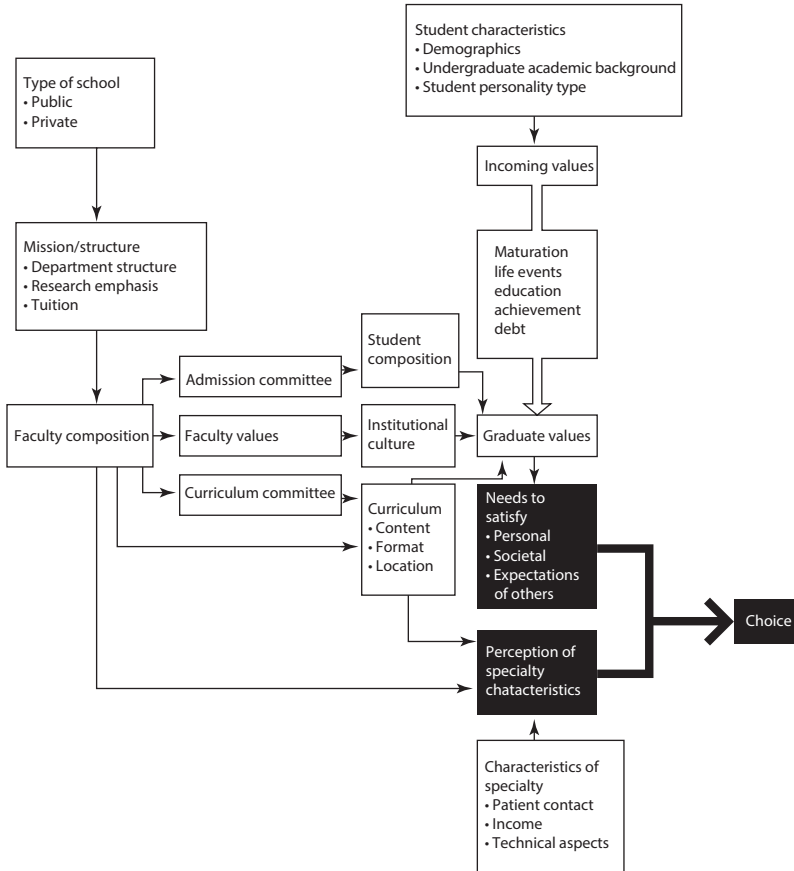 Student characteristics
• Demographics
• Undergraduate academic background
• Student personality type
Type of school
• Public
• Private
Incoming values
Mission/structure
• Department structure
• Research emphasis
• Tuition
Maturation
life events
education
achievement
debt
Student
composition
Admission committee
Faculty composition
Faculty values
Institutional
culture
Graduate values
Curriculum committee
Curriculum
• Content
• Format
• Location
Needs to
satisfy
• Personal
• Societal
• Expectations
of others
Choice
Perception of
specialty
chatacteristics
Characteristics of
specialty
• Patient contact
• Income
• Technical aspects